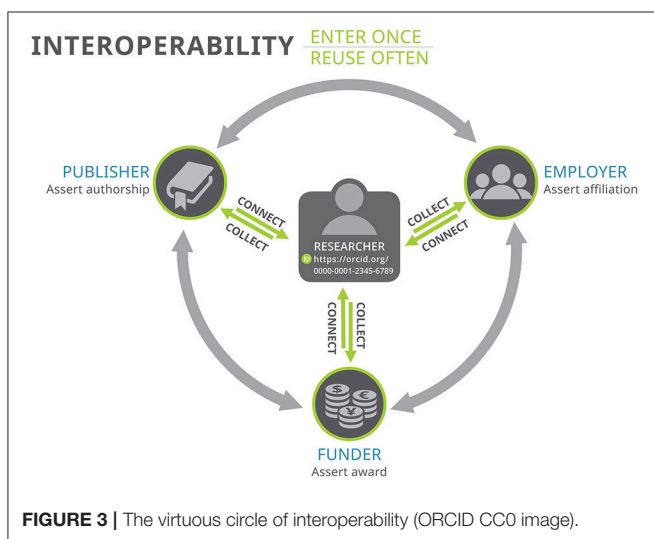 INTEROPERABILITY
ENTER ONCE
REUSE OFTEN
PUBLISHER
Assert authorship
EMPLOYER
Assert affiliation
CONNECT
COLLECT
COLLECT
CONNECT
RESEARCHER
iD https://orcid.org/
0000-0001-2345-6789
CONNECT
COLLECT
$
€
¥
FUNDER
Assert award
FIGURE 3 | The virtuous circle of interoperability (ORCID CC0 image).